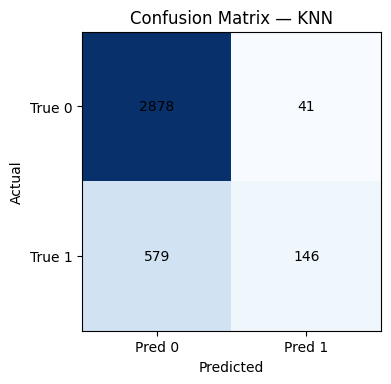 Confusion Matrix — KNN
Actual
True 0
2878
41
True 1
579
146
Pred 0
Pred 1
Predicted